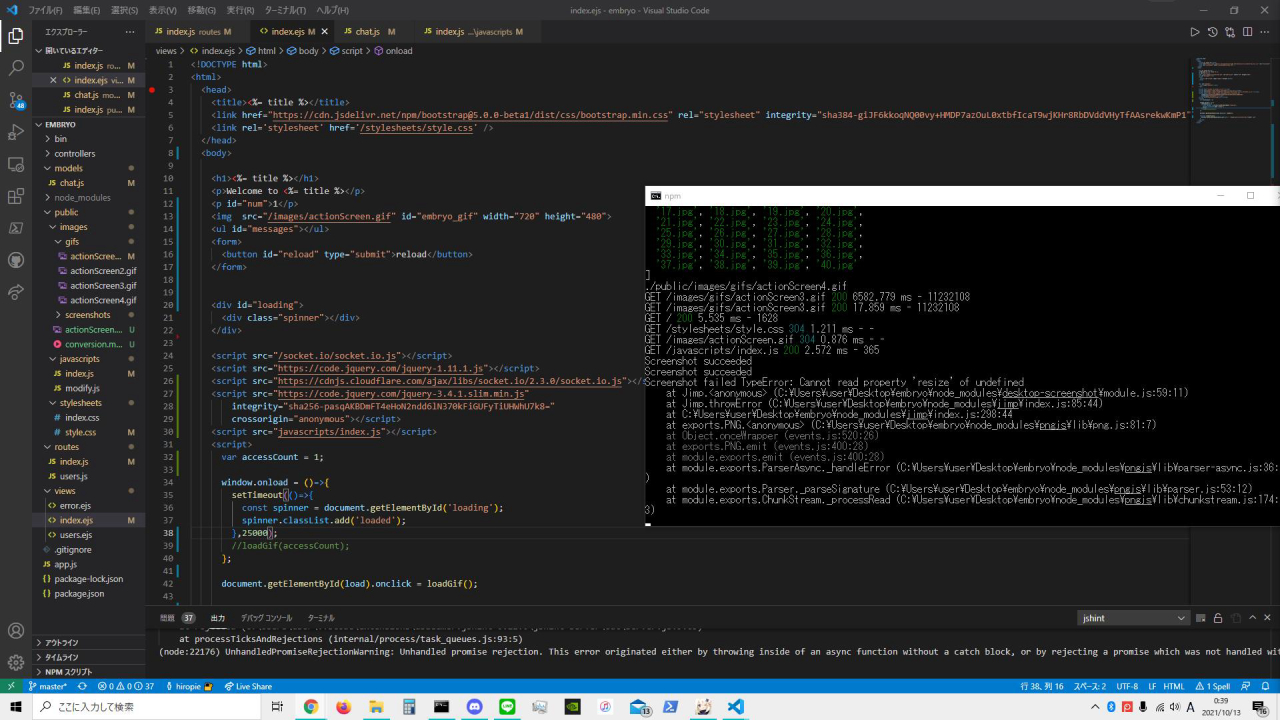 ファイル(F) 編集(E) 選択(S) 表示(V) 移動(G) 実行(R) ターミナル(T) ヘルプ(H)
index.ejs - embryo - Visual Studio Code
エクスプローラー ···
index.js routes M
index.ejs M
chat.js M
index.js ...\javascripts M
views > index.ejs > html > body > script > onload
開いているエディター
index.js ro... M
index.ejs vi... M
chat.js mo... M
index.js pu... M
EMBRYO
bin
controllers
models
chat.js M
node_modules
public
images
gifs
actionScree... M
actionScreen2.gif
actionScreen3.gif
actionScreen4.gif
screenshots
actionScreen.... U
conversion.m... U
javascripts
index.js M
modify.js
stylesheets
index.css
style.css M
routes
index.js M
users.js
views
error.ejs
index.ejs M
users.ejs
.gitignore
app.js
package-lock.json
package.json
アウトライン
タイムライン
NPM スクリプト
1 <!DOCTYPE html>
2 <html>
3 <head>
4 <title><%= title %></title>
5 <link href="https://cdn.jsdelivr.net/npm/bootstrap@5.0.0-beta1/dist/css/bootstrap.min.css" rel="stylesheet" integrity="sha384-giJF6kkoqNQ00vy+HMDP7azOuL0xtbfIcaT9wjKHr8RbDVddVHyTfAAsrekwKmP1"
6 <link rel='stylesheet' href='/stylesheets/style.css' />
7 </head>
8 <body>
9
10 <h1><%= title %></h1>
11 <p>Welcome to <%= title %></p>
12 <p id="num">1</p>
13 <img src="/images/actionScreen.gif" id="embryo_gif" width="720" height="480">
14 <ul id="messages"></ul>
15 <form>
16 <button id="reload" type="submit">reload</button>
17 </form>
18
19
20 <div id="loading">
21 <div class="spinner"></div>
22 </div>
23
24 <script src="/socket.io/socket.io.js"></script>
25 <script src="https://code.jquery.com/jquery-1.11.1.js"></script>
26 <script src="https://cdnjs.cloudflare.com/ajax/libs/socket.io/2.3.0/socket.io.js"></s
27 <script src="https://code.jquery.com/jquery-3.4.1.slim.min.js"
28 integrity="sha256-pasqAKBDmFT4eHoN2ndd6lN370kFiGUFyTiUHWhU7k8="
29 crossorigin="anonymous"></script>
30 <script src="javascripts/index.js"></script>
31 <script>
32 var accessCount = 1;
33
34 window.onload = ()=>{
35 setTimeout(()=>{
36 const spinner = document.getElementById('loading');
37 spinner.classList.add('loaded');
38 },25000);
39 //loadGif(accessCount);
40 };
41
42 document.getElementById(load).onclick = loadGif();
43
npm
'17.jpg', '18.jpg', '19.jpg', '20.jpg',
'21.jpg', '22.jpg', '23.jpg', '24.jpg',
'25.jpg', '26.jpg', '27.jpg', '28.jpg',
'29.jpg', '30.jpg', '31.jpg', '32.jpg',
'33.jpg', '34.jpg', '35.jpg', '36.jpg',
'37.jpg', '38.jpg', '39.jpg', '40.jpg'
]
./public/images/gifs/actionScreen4.gif
GET /images/gifs/actionScreen3.gif 200 6582.779 ms - 11232108
GET /images/gifs/actionScreen3.gif 200 17.859 ms - 11232108
GET / 200 5.535 ms - 1628
GET /stylesheets/style.css 304 1.211 ms - -
GET /images/actionScreen.gif 304 0.876 ms - -
GET /javascripts/index.js 200 2.572 ms - 365
Screenshot succeeded
Screenshot succeeded
Screenshot failed TypeError: Cannot read property 'resize' of undefined
at Jimp.<anonymous> (C:¥Users¥user¥Desktop¥embryo¥node_modules¥desktop-screenshot¥module.js:59:11)
at Jimp.throwError (C:¥Users¥user¥Desktop¥embryo¥node_modules¥jimp¥index.js:85:44)
at C:¥Users¥user¥Desktop¥embryo¥node_modules¥jimp¥index.js:298:44
at exports.PNG.<anonymous> (C:¥Users¥user¥Desktop¥embryo¥node_modules¥pngjs¥lib¥png.js:81:7)
at Object.onceWrapper (events.js:520:26)
at exports.PNG.emit (events.js:400:28)
at module.exports.emit (events.js:400:28)
at module.exports.ParserAsync._handleError (C:¥Users¥user¥Desktop¥embryo¥node_modules¥pngjs¥lib¥parser-async.js:36:
)
at module.exports.Parser._parseSignature (C:¥Users¥user¥Desktop¥embryo¥node_modules¥pngjs¥lib¥parser.js:53:12)
at module.exports.ChunkStream._processRead (C:¥Users¥user¥Desktop¥embryo¥node_modules¥pngjs¥lib¥chunkstream.js:174:
3)
問題 37 出力 デバッグ コンソール ターミナル
jshint
at processTicksAndRejections (internal/process/task_queues.js:93:5)
(node:22176) UnhandledPromiseRejectionWarning: Unhandled promise rejection. This error originated either by throwing inside of an async function without a catch block, or by rejecting a promise which was not handled wit
48
master* 0 0 37 hiropie Live Share
行 38、列 16 スペース: 2 UTF-8 LF HTML 1 Spell
ここに入力して検索
13
A
0:39
2021/10/13
16